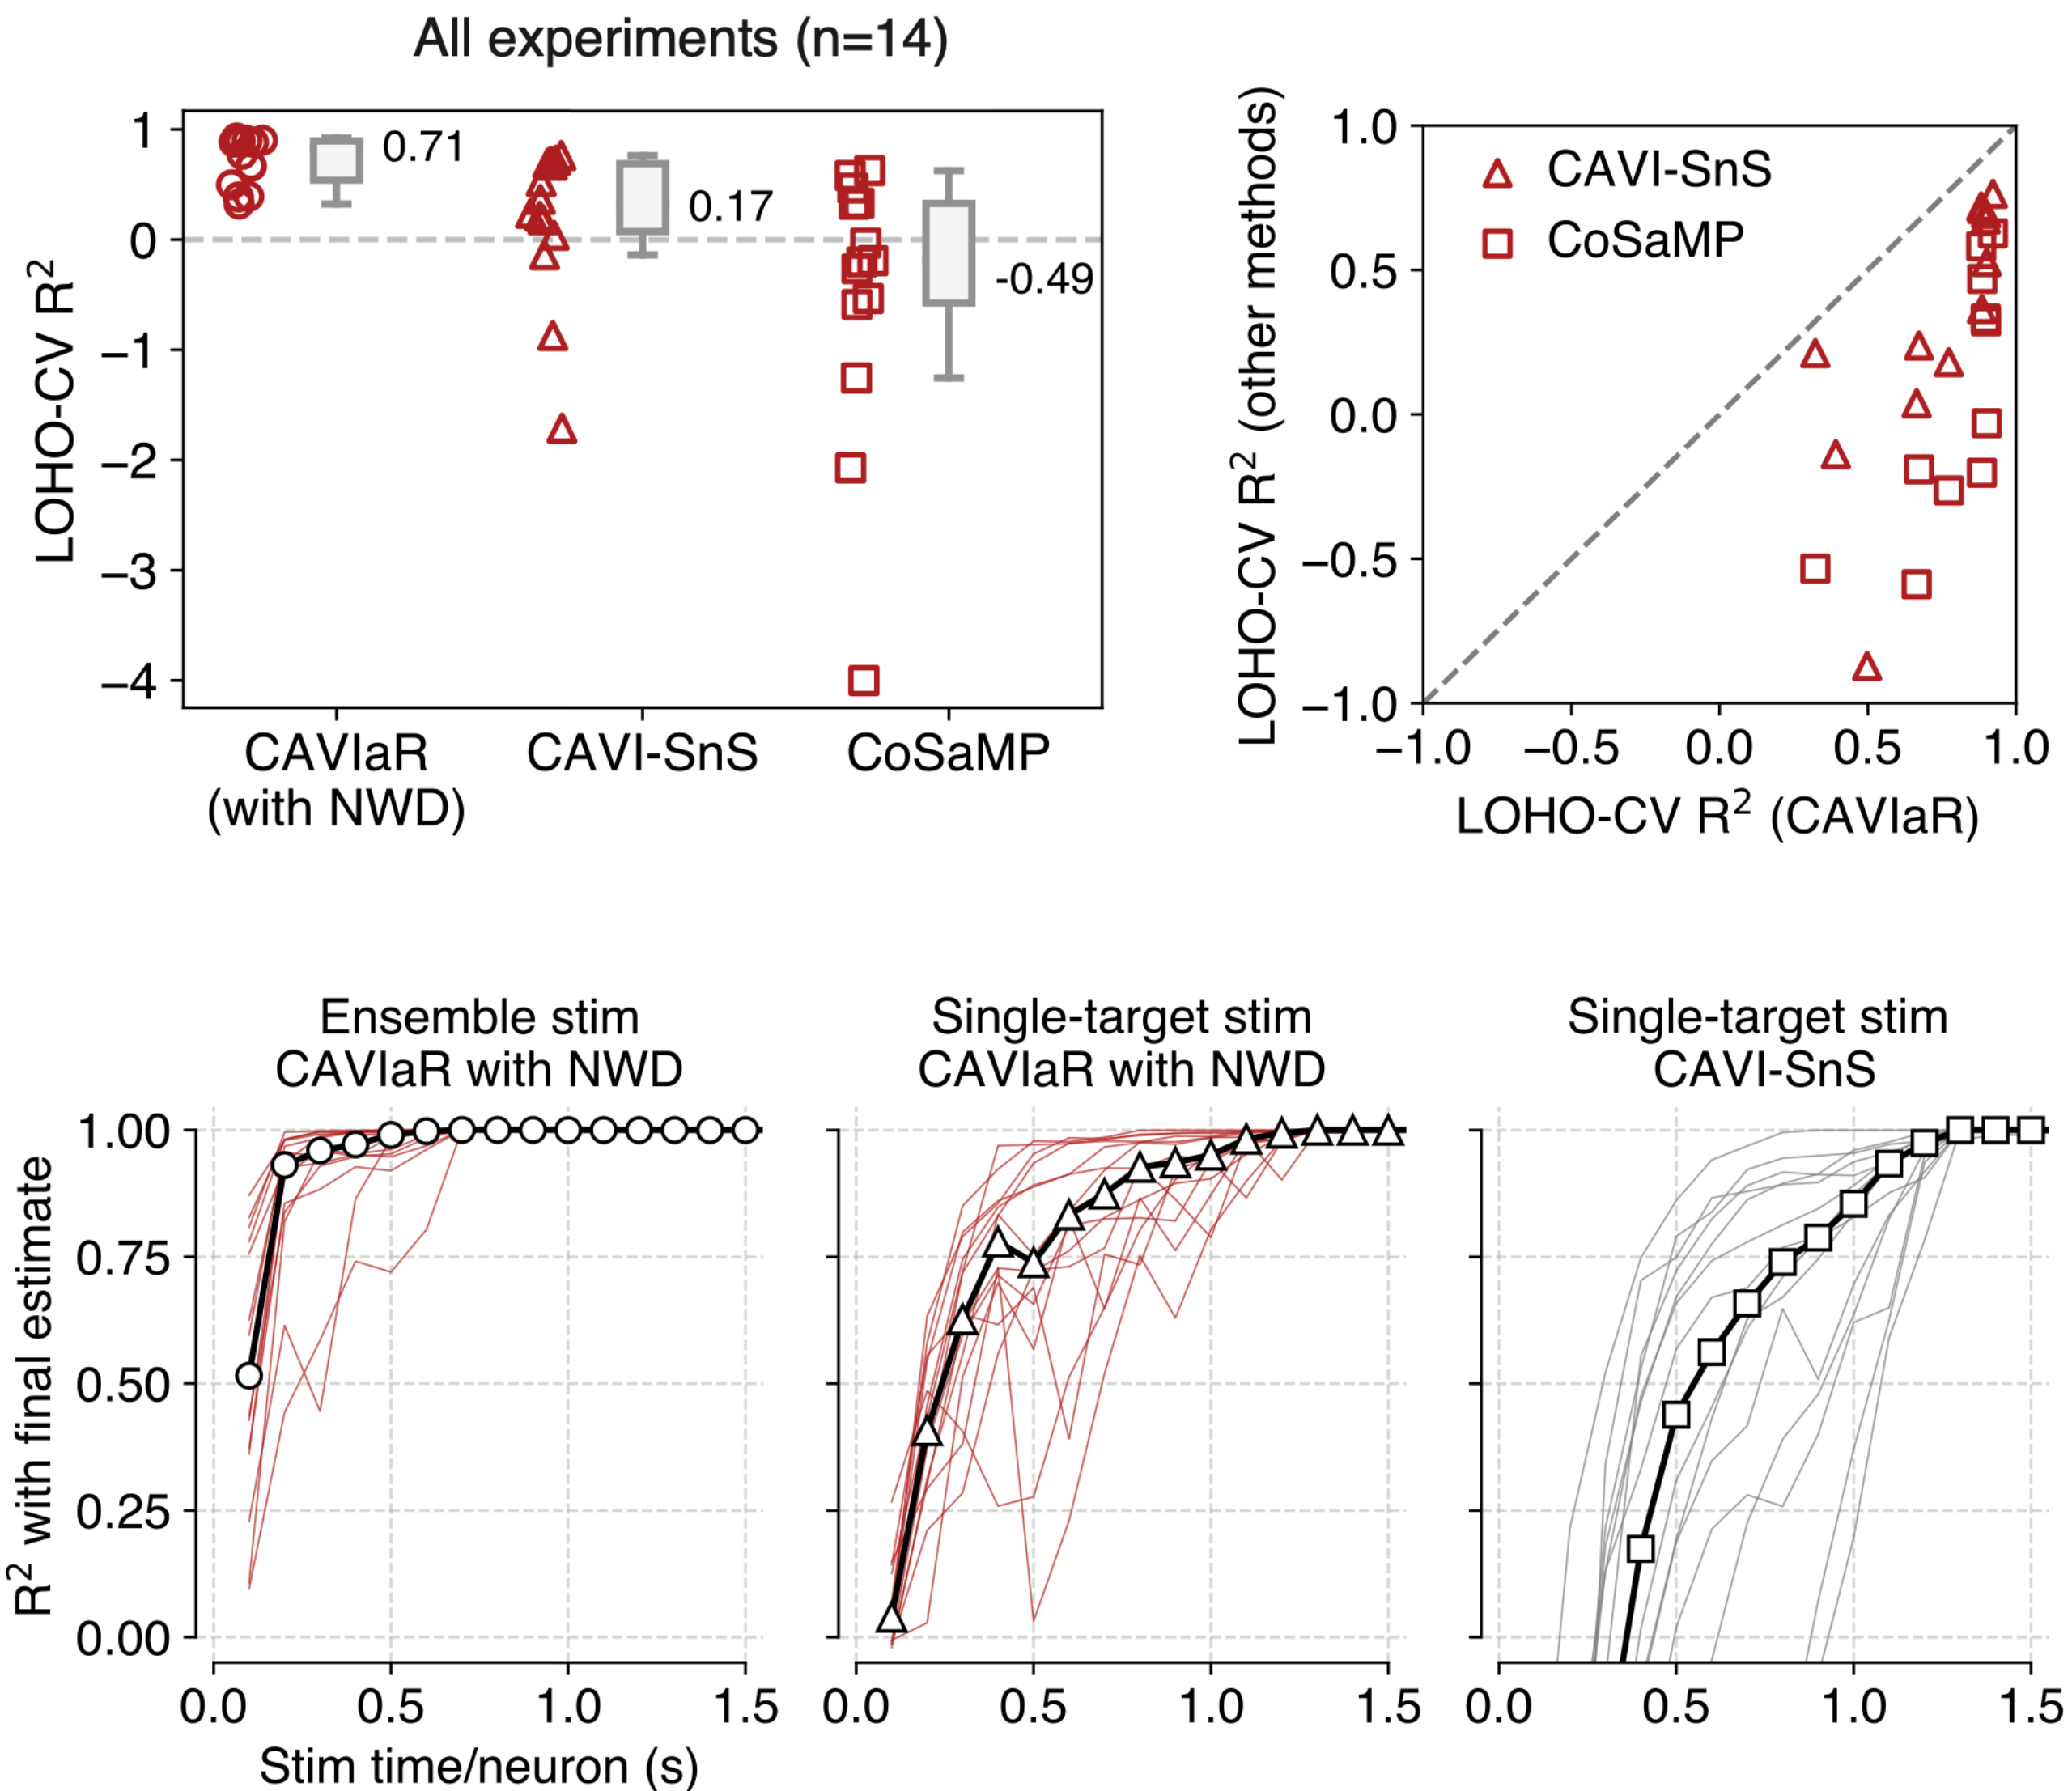 All experiments (n=14)
LOHO-CV R²
1
0
−1
−2
−3
−4
0.71
0.17
-0.49
CAVIaR
(with NWD)
CAVI-SnS
CoSaMP
LOHO-CV R² (other methods)
1.0
0.5
0.0
−0.5
−1.0
CAVI-SnS
CoSaMP
−1.0 −0.5 0.0 0.5 1.0
LOHO-CV R² (CAVIaR)
Ensemble stim
CAVIaR with NWD
R² with final estimate
1.00
0.75
0.50
0.25
0.00
0.0 0.5 1.0 1.5
Stim time/neuron (s)
Single-target stim
CAVIaR with NWD
0.0 0.5 1.0 1.5
Single-target stim
CAVI-SnS
0.0 0.5 1.0 1.5